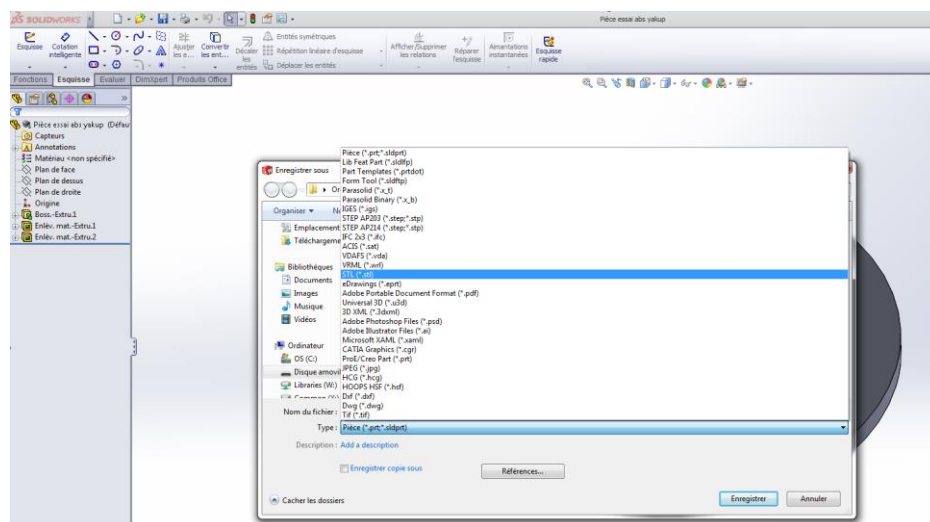 SOLIDWORKS
Pièce essai abs yakup
Esquisse
Cotation intelligente
Ajuster les e...
Convertir les ent...
Décaler les entités
Entités symétriques
Répétition linéaire d'esquisse
Déplacer les entités
Afficher/Supprimer les relations
Réparer l'esquisse
Amentations instantanées
Esquisse rapide
Fonctions
Esquisse
Evaluer
DimXpert
Produits Office
Pièce essai abs yakup (Défau
Capteurs
Annotations
Matériau <non spécifié>
Plan de face
Plan de dessus
Plan de droite
Origine
Boss.-Extru.1
Enlèv. mat.-Extru.1
Enlèv. mat.-Extru.2
Enregistrer sous
Or
Organiser
N
Emplacement
Téléchargeme
Bibliothèques
Documents
Images
Musique
Vidéos
Ordinateur
OS (C:)
Disque amovi
Libraries (W:)
Pièce (*.prt;*.sldprt)
Lib Feat Part (*.sldlfp)
Part Templates (*.prtdot)
Form Tool (*.sldftp)
Parasolid (*.x_t)
Parasolid Binary (*.x_b)
IGES (*.igs)
STEP AP203 (*.step;*.stp)
STEP AP214 (*.step;*.stp)
IFC 2x3 (*.ifc)
ACIS (*.sat)
VDAFS (*.vda)
VRML (*.wrl)
STL (*.stl)
eDrawings (*.eprt)
Adobe Portable Document Format (*.pdf)
Universal 3D (*.u3d)
3D XML (*.3dxml)
Adobe Photoshop Files (*.psd)
Adobe Illustrator Files (*.ai)
Microsoft XAML (*.xaml)
CATIA Graphics (*.cgr)
ProE/Creo Part (*.prt)
JPEG (*.jpg)
HCG (*.hcg)
HOOPS HSF (*.hsf)
Dxf (*.dxf)
Dwg (*.dwg)
Tif (*.tif)
Nom du fichier :
Type : Pièce (*.prt;*.sldprt)
Description : Add a description
Enregistrer copie sous
Références...
Cacher les dossiers
Enregistrer
Annuler